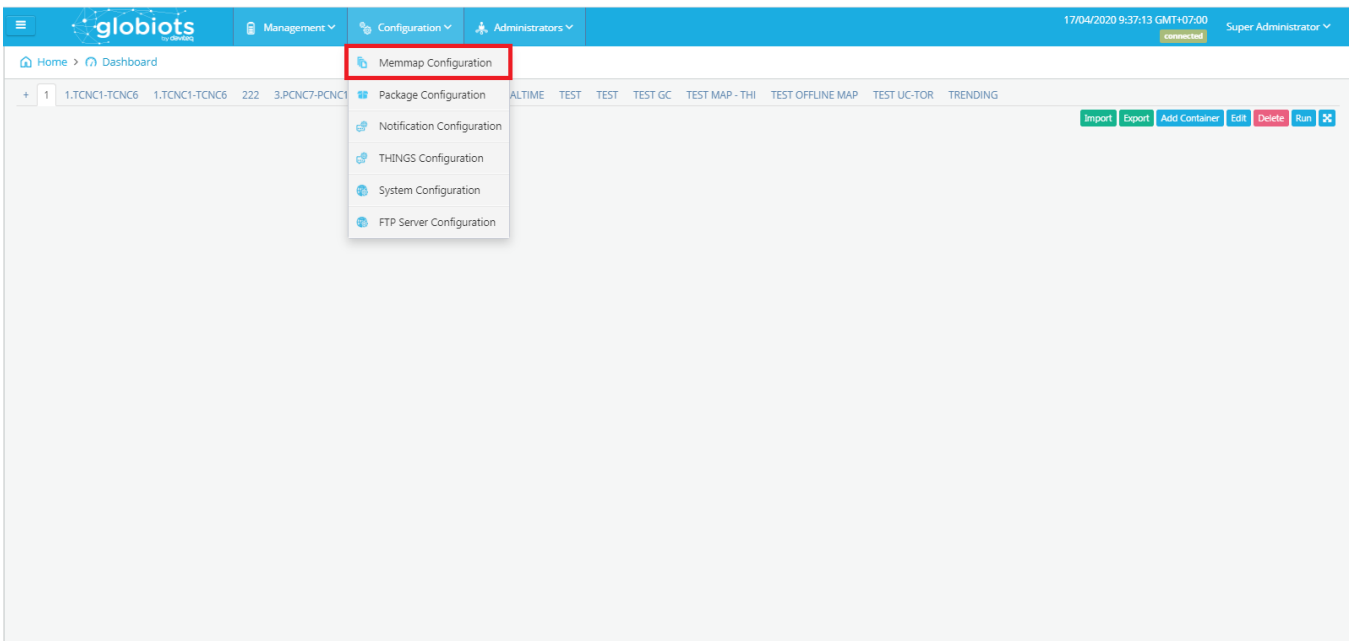 globiots
by deviteq
Management
Configuration
Administrators
17/04/2020 9:37:13 GMT+07:00
connected
Super Administrator
Home > Dashboard
+ 1 1.TCNC1-TCNC6 1.TCNC1-TCNC6 222 3.PCNC7-PCNC1 ALTIME TEST TEST TEST GC TEST MAP - THI TEST OFFLINE MAP TEST UC-TOR TRENDING
Import Export Add Container Edit Delete Run
Memmap Configuration
Package Configuration
Notification Configuration
THINGS Configuration
System Configuration
FTP Server Configuration